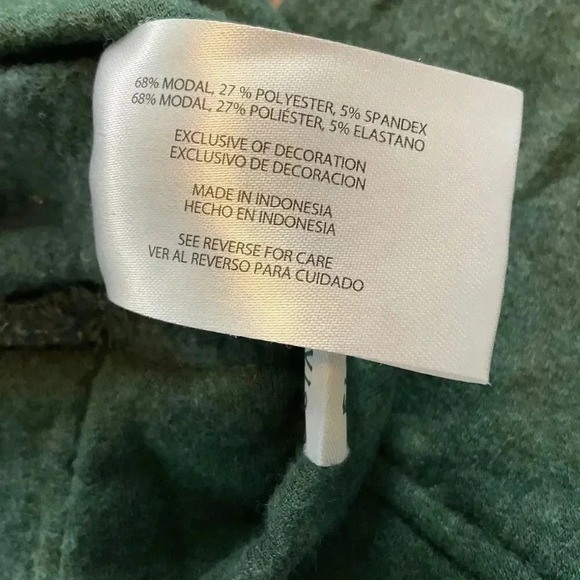 68% MODAL, 27 % POLYESTER, 5% SPANDEX
68% MODAL, 27% POLIÉSTER, 5% ELASTANO
EXCLUSIVE OF DECORATION
EXCLUSIVO DE DECORACION
MADE IN INDONESIA
HECHO EN INDONESIA
SEE REVERSE FOR CARE
VER AL REVERSO PARA CUIDADO